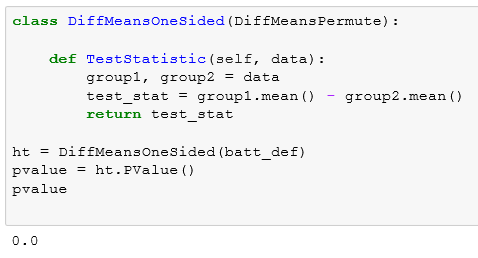 class DiffMeansOneSided(DiffMeansPermute):
def TestStatistic(self, data):
group1, group2 = data
test_stat = group1.mean() - group2.mean()
return test_stat
ht = DiffMeansOneSided(batt_def)
pvalue = ht.PValue()
pvalue
0.0